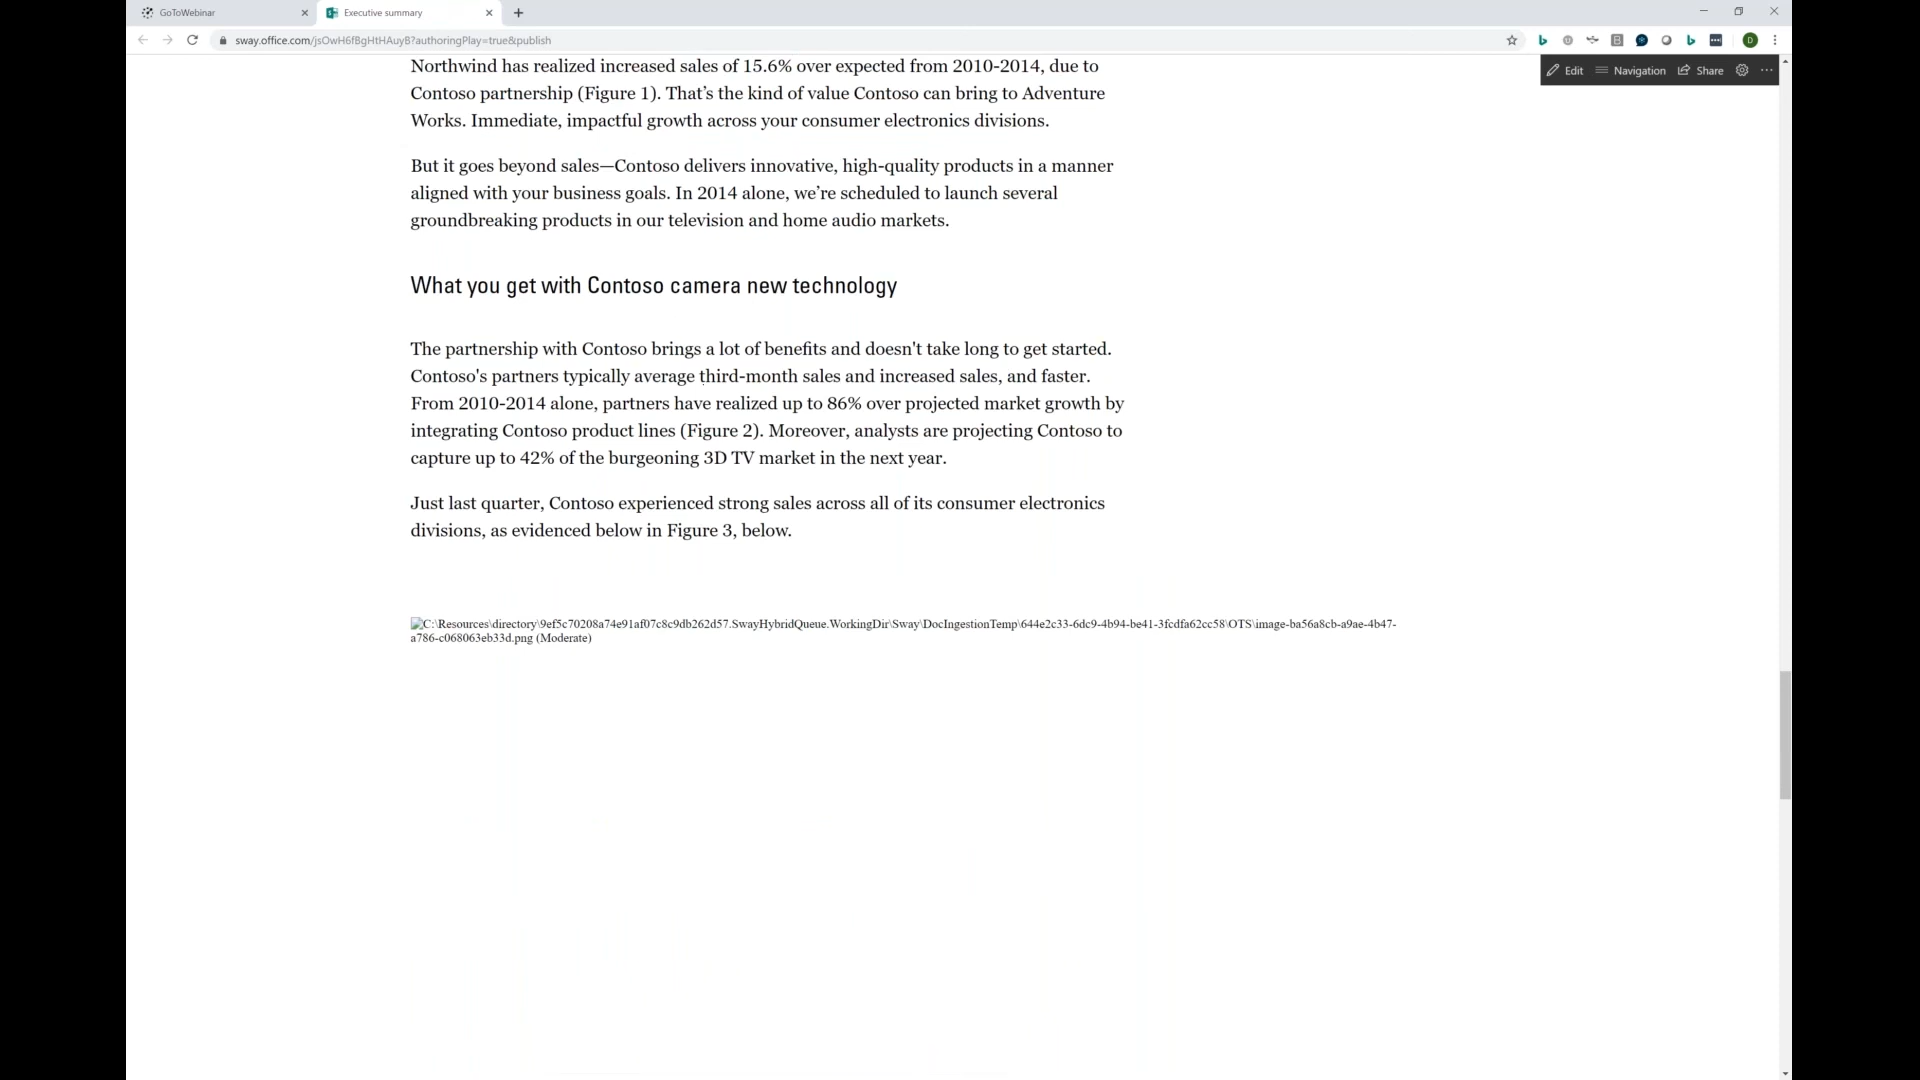 GoToWebinar
Executive summary
sway.office.com/jsOwH6fBgHtHAuyB?authoringPlay=true&publish
D
Edit
Navigation
Share
Northwind has realized increased sales of 15.6% over expected from 2010-2014, due to
Contoso partnership (Figure 1). That’s the kind of value Contoso can bring to Adventure
Works. Immediate, impactful growth across your consumer electronics divisions.
But it goes beyond sales—Contoso delivers innovative, high-quality products in a manner
aligned with your business goals. In 2014 alone, we’re scheduled to launch several
groundbreaking products in our television and home audio markets.
What you get with Contoso camera new technology
The partnership with Contoso brings a lot of benefits and doesn't take long to get started.
Contoso's partners typically average third-month sales and increased sales, and faster.
From 2010-2014 alone, partners have realized up to 86% over projected market growth by
integrating Contoso product lines (Figure 2). Moreover, analysts are projecting Contoso to
capture up to 42% of the burgeoning 3D TV market in the next year.
Just last quarter, Contoso experienced strong sales across all of its consumer electronics
divisions, as evidenced below in Figure 3, below.
C:\Resources\directory\9ef5c70208a74e91af07c8c9db262d57.SwayHybridQueue.WorkingDir\Sway\DocIngestionTemp\644e2c33-6dc9-4b94-be41-3fcdfa62cc58\OTS\image-ba56a8cb-a9ae-4b47-
a786-c068063eb33d.png (Moderate)